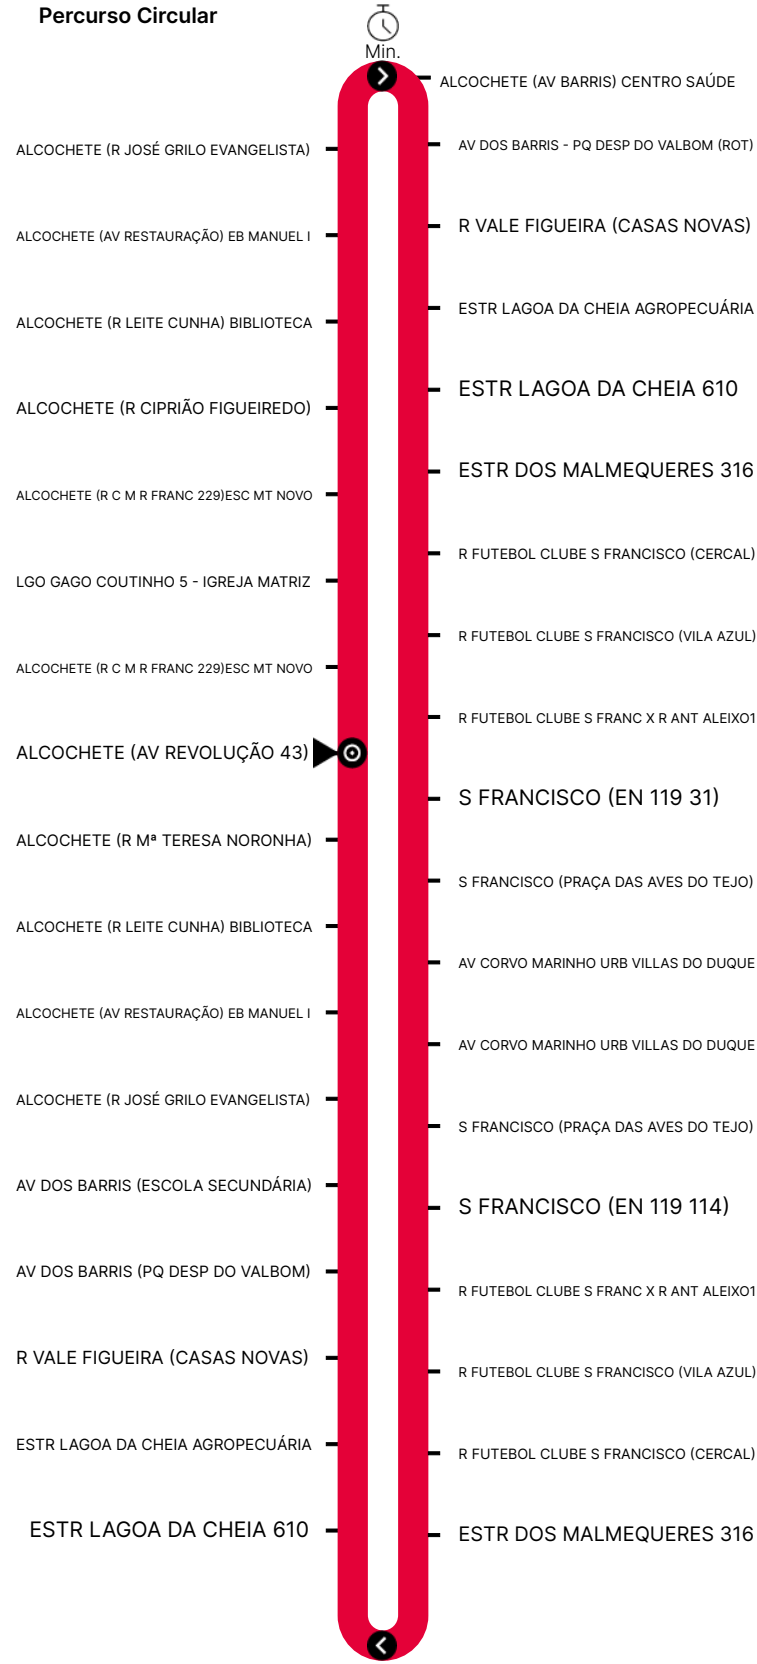 Percurso Circular
Min.
ALCOCHETE (AV BARRIS) CENTRO SAÚDE
AV DOS BARRIS - PQ DESP DO VALBOM (ROT)
R VALE FIGUEIRA (CASAS NOVAS)
ESTR LAGOA DA CHEIA AGROPECUÁRIA
ESTR LAGOA DA CHEIA 610
ESTR DOS MALMEQUERES 316
R FUTEBOL CLUBE S FRANCISCO (CERCAL)
R FUTEBOL CLUBE S FRANCISCO (VILA AZUL)
R FUTEBOL CLUBE S FRANC X R ANT ALEIXO1
S FRANCISCO (EN 119 31)
S FRANCISCO (PRAÇA DAS AVES DO TEJO)
AV CORVO MARINHO URB VILLAS DO DUQUE
AV CORVO MARINHO URB VILLAS DO DUQUE
S FRANCISCO (PRAÇA DAS AVES DO TEJO)
S FRANCISCO (EN 119 114)
R FUTEBOL CLUBE S FRANC X R ANT ALEIXO1
R FUTEBOL CLUBE S FRANCISCO (VILA AZUL)
R FUTEBOL CLUBE S FRANCISCO (CERCAL)
ESTR DOS MALMEQUERES 316
ALCOCHETE (R JOSÉ GRILO EVANGELISTA)
ALCOCHETE (AV RESTAURAÇÃO) EB MANUEL I
ALCOCHETE (R LEITE CUNHA) BIBLIOTECA
ALCOCHETE (R CIPRIÃO FIGUEIREDO)
ALCOCHETE (R C M R FRANC 229)ESC MT NOVO
LGO GAGO COUTINHO 5 - IGREJA MATRIZ
ALCOCHETE (R C M R FRANC 229)ESC MT NOVO
ALCOCHETE (AV REVOLUÇÃO 43)
ALCOCHETE (R Mª TERESA NORONHA)
ALCOCHETE (R LEITE CUNHA) BIBLIOTECA
ALCOCHETE (AV RESTAURAÇÃO) EB MANUEL I
ALCOCHETE (R JOSÉ GRILO EVANGELISTA)
AV DOS BARRIS (ESCOLA SECUNDÁRIA)
AV DOS BARRIS (PQ DESP DO VALBOM)
R VALE FIGUEIRA (CASAS NOVAS)
ESTR LAGOA DA CHEIA AGROPECUÁRIA
ESTR LAGOA DA CHEIA 610